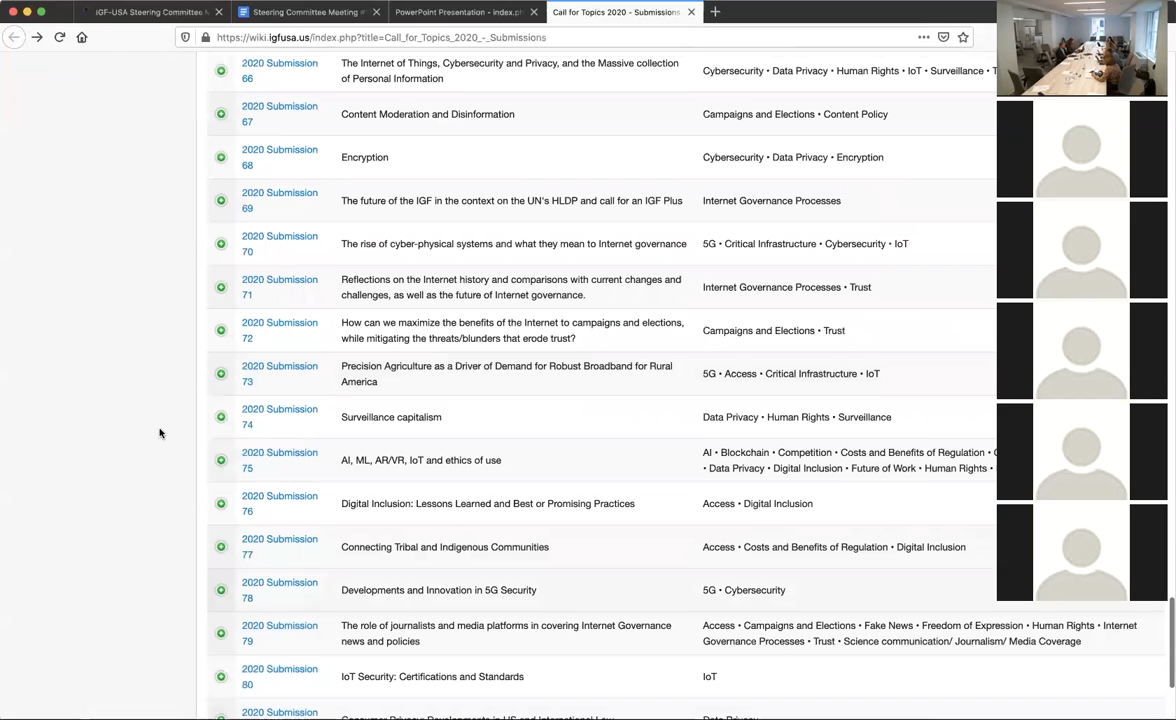 IGF-USA Steering Committee
Steering Committee Meeting
PowerPoint Presentation - index.ph
Call for Topics 2020 - Submissions
https://wiki.igfusa.us/index.php?title=Call_for_Topics_2020_-_Submissions
2020 Submission 66
The Internet of Things, Cybersecurity and Privacy, and the Massive collection
of Personal Information
Cybersecurity • Data Privacy • Human Rights • IoT • Surveillance •
2020 Submission 67
Content Moderation and Disinformation
Campaigns and Elections • Content Policy
2020 Submission 68
Encryption
Cybersecurity • Data Privacy • Encryption
2020 Submission 69
The future of the IGF in the context on the UN's HLDP and call for an IGF Plus
Internet Governance Processes
2020 Submission 70
The rise of cyber-physical systems and what they mean to Internet governance
5G • Critical Infrastructure • Cybersecurity • IoT
2020 Submission 71
Reflections on the Internet history and comparisons with current changes and
challenges, as well as the future of Internet governance.
Internet Governance Processes • Trust
2020 Submission 72
How can we maximize the benefits of the Internet to campaigns and elections,
while mitigating the threats/blunders that erode trust?
Campaigns and Elections • Trust
2020 Submission 73
Precision Agriculture as a Driver of Demand for Robust Broadband for Rural
America
5G • Access • Critical Infrastructure • IoT
2020 Submission 74
Surveillance capitalism
Data Privacy • Human Rights • Surveillance
2020 Submission 75
AI, ML, AR/VR, IoT and ethics of use
AI • Blockchain • Competition • Costs and Benefits of Regulation •
• Data Privacy • Digital Inclusion • Future of Work • Human Rights •
2020 Submission 76
Digital Inclusion: Lessons Learned and Best or Promising Practices
Access • Digital Inclusion
2020 Submission 77
Connecting Tribal and Indigenous Communities
Access • Costs and Benefits of Regulation • Digital Inclusion
2020 Submission 78
Developments and Innovation in 5G Security
5G • Cybersecurity
2020 Submission 79
The role of journalists and media platforms in covering Internet Governance
news and policies
Access • Campaigns and Elections • Fake News • Freedom of Expression • Human Rights • Internet
Governance Processes • Trust • Science communication/ Journalism/ Media Coverage
2020 Submission 80
IoT Security: Certifications and Standards
IoT
2020 Submission